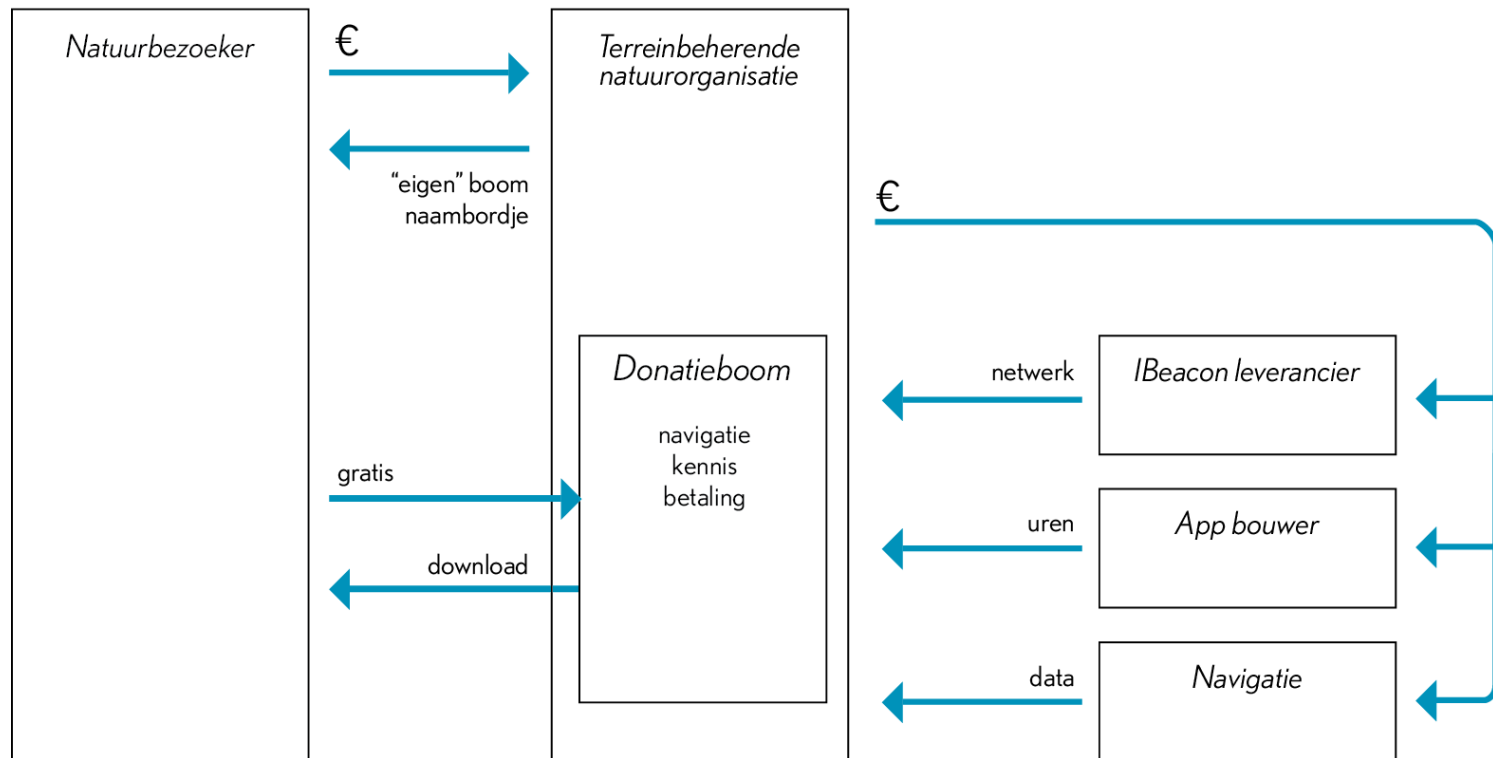 Natuurbezoeker
€
Terreinbeherende
natuurorganisatie
"eigen" boom
naambordje
€
Donatieboom
navigatie
kennis
betaling
gratis
download
netwerk
IBeacon leverancier
uren
App bouwer
data
Navigatie